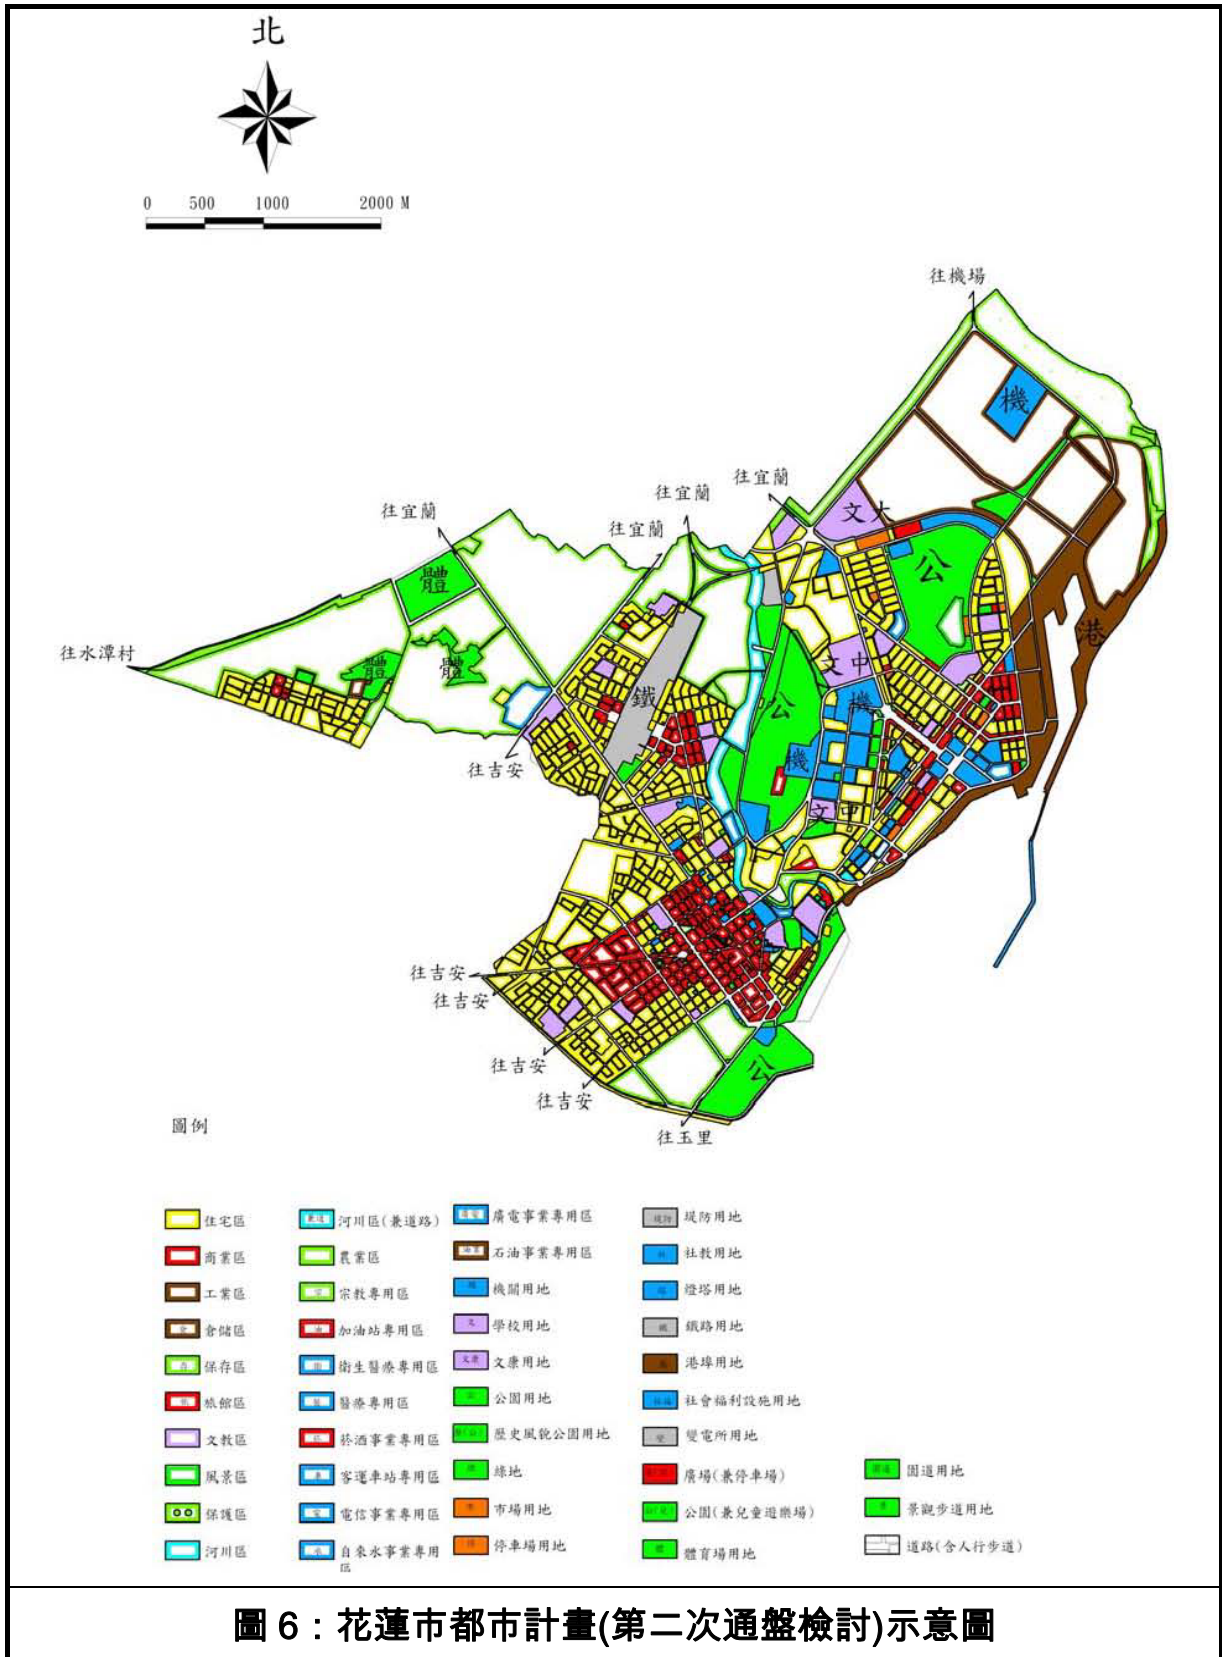 北
0 500 1000 2000 M
往機場
機
往宜蘭
往宜蘭
往宜蘭
往宜蘭
文大
公
體
港
往水潭村
體
體
文中
鐵
公
機
機
往吉安
文中
往吉安
往吉安
往吉安
公
往吉安
往玉里
圖例
住宅區
河川區(兼道路)
廣電事業專用區
堤防用地
商業區
農業區
石油事業專用區
社教用地
工業區
宗教專用區
機關用地
燈塔用地
倉儲區
加油站專用區
學校用地
鐵路用地
保存區
衛生醫療專用區
文康用地
港埠用地
旅館區
醫療專用區
公園用地
社會福利設施用地
文教區
菸酒事業專用區
歷史風貌公園用地
變電所用地
風景區
客運車站專用區
綠地
廣場(兼停車場)
園道用地
保護區
電信事業專用區
市場用地
公園(兼兒童遊樂場)
景觀步道用地
河川區
自來水事業專用區
停車場用地
體育場用地
道路(含人行步道)
圖 6：花蓮市都市計畫(第二次通盤檢討)示意圖